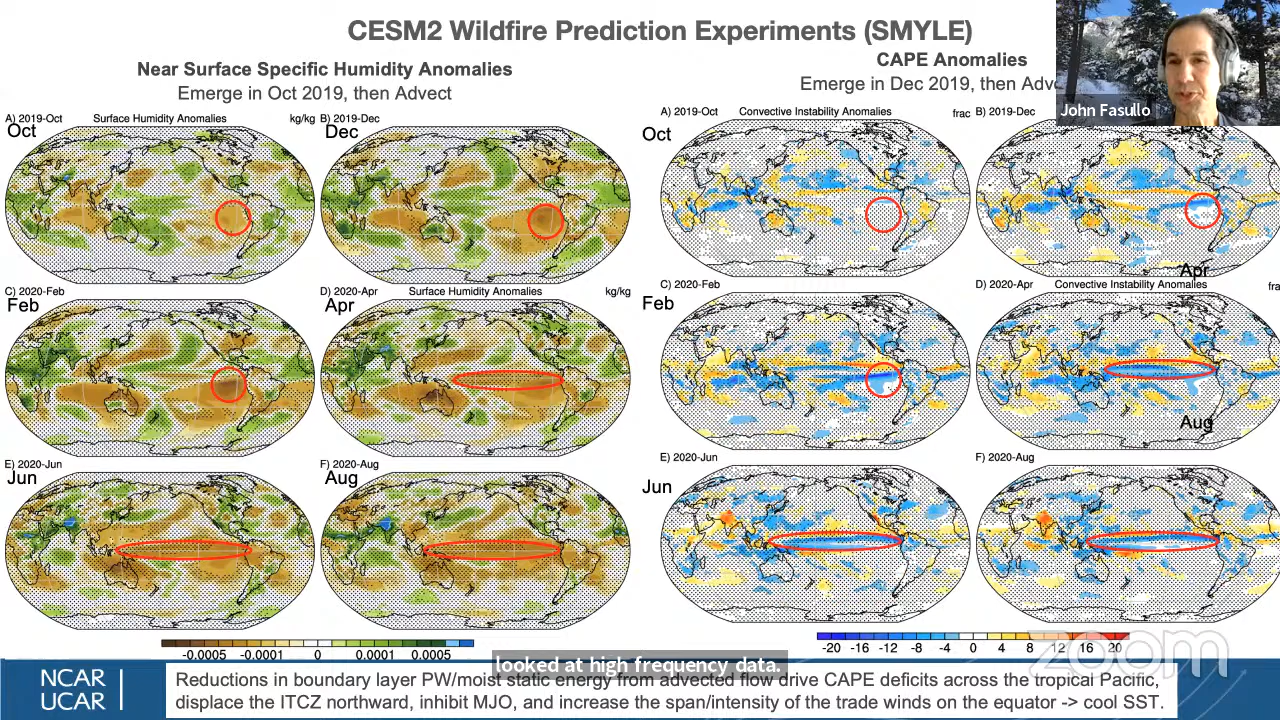 CESM2 Wildfire Prediction Experiments (SMYLE)
Near Surface Specific Humidity Anomalies
Emerge in Oct 2019, then Advect
CAPE Anomalies
Emerge in Dec 2019, then Adve
John Fasullo
A) 2019-Oct Surface Humidity Anomalies kg/kg
Oct
B) 2019-Dec
Dec
C) 2020-Feb
Feb
D) 2020-Apr Surface Humidity Anomalies kg/kg
Apr
E) 2020-Jun
Jun
F) 2020-Aug
Aug
-0.0005 -0.0001 0 0.0001 0.0005
A) 2019-Oct Convective Instability Anomalies frac
Oct
B) 2019-Dec
Dec
C) 2020-Feb
Feb
Apr
D) 2020-Apr Convective Instability Anomalies fra
E) 2020-Jun
Jun
Aug
F) 2020-Aug
-20 -16 -12 -8 -4 0 4 8 12 16 20
zoom
looked at high frequency data.
NCAR
UCAR
Reductions in boundary layer PW/moist static energy from advected flow drive CAPE deficits across the tropical Pacific,
displace the ITCZ northward, inhibit MJO, and increase the span/intensity of the trade winds on the equator -> cool SST.